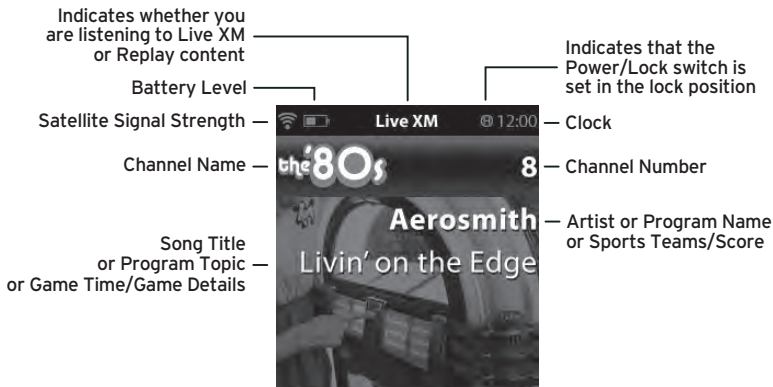 Indicates whether you
are listening to Live XM
or Replay content
Indicates that the
Power/Lock switch is
set in the lock position
Battery Level
Satellite Signal Strength
Live XM
12:00
Clock
Channel Name
the '80s
8
Channel Number
Aerosmith
Artist or Program Name
or Sports Teams/Score
Song Title
or Program Topic
or Game Time/Game Details
Livin' on the Edge